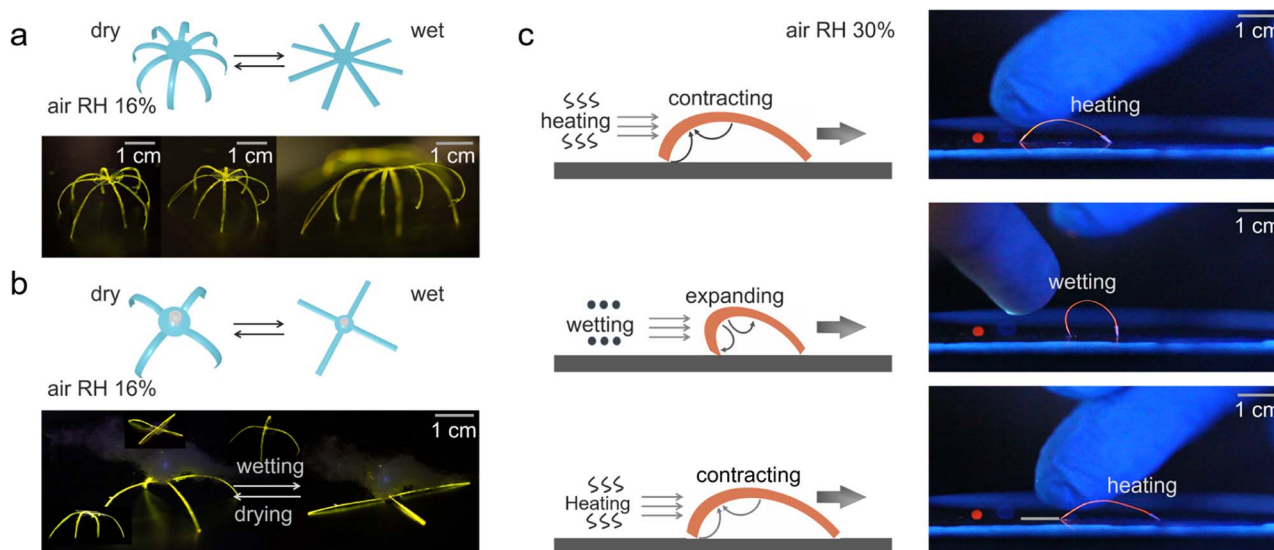 a
dry
wet
air RH 16%
1 cm
1 cm
1 cm
b
dry
wet
air RH 16%
1 cm
wetting
drying
c
air RH 30%
heating
contracting
1 cm
heating
wetting
expanding
1 cm
wetting
Heating
contracting
1 cm
heating